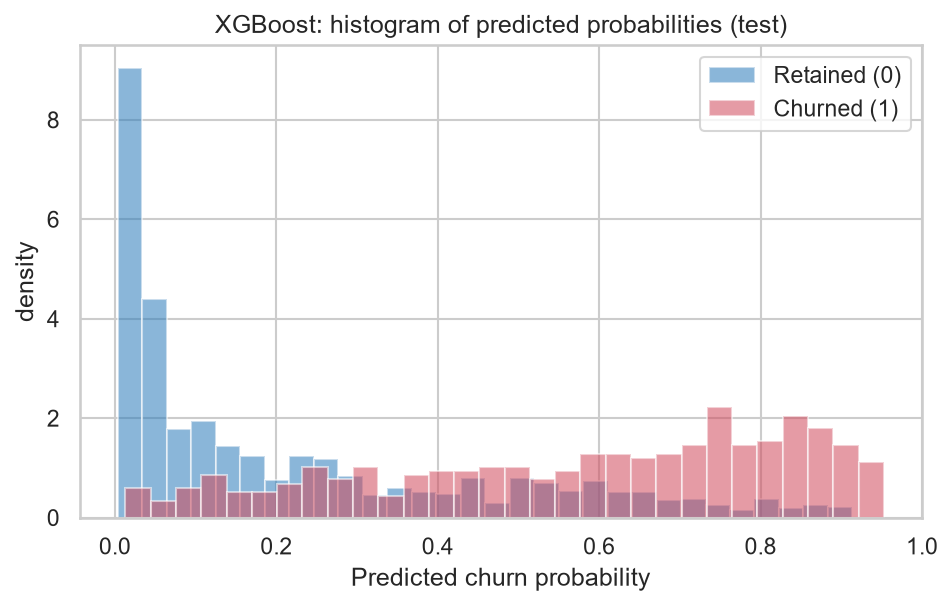 XGBoost: histogram of predicted probabilities (test)
Retained (0)
Churned (1)
density
8
6
4
2
0
0.0 0.2 0.4 0.6 0.8 1.0
Predicted churn probability